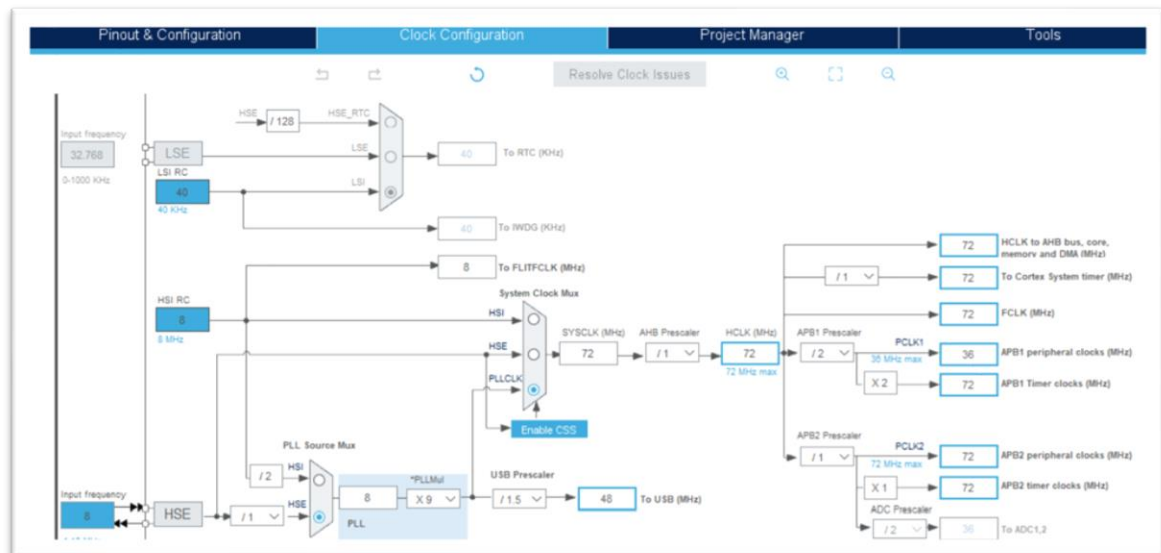 Pinout & Configuration
Clock Configuration
Project Manager
Tools
Resolve Clock Issues
HSE
/ 128
HSE_RTC
Input frequency
32.768
0-1000 KHz
LSE
LSE
40
To RTC (KHz)
LSI RC
40
40 KHz
LSI
40
To IWDG (KHz)
8
To FLITFCLK (MHz)
HSI RC
8
8 MHz
System Clock Mux
HSI
HSE
PLLCLK
Enable CSS
SYSCLK (MHz)
72
AHB Prescaler
/ 1
HCLK (MHz)
72
72 MHz max
72
HCLK to AHB bus, core,
memory and DMA (MHz)
/ 1
72
To Cortex System timer (MHz)
72
FCLK (MHz)
APB1 Prescaler
/ 2
PCLK1
36 MHz max
36
APB1 peripheral clocks (MHz)
X 2
72
APB1 Timer clocks (MHz)
APB2 Prescaler
/ 1
PCLK2
72 MHz max
72
APB2 peripheral clocks (MHz)
X 1
72
APB2 timer clocks (MHz)
ADC Prescaler
/ 2
36
To ADC1,2
PLL Source Mux
/ 2
HSI
HSE
8
*PLLMul
X 9
PLL
USB Prescaler
/ 1.5
48
To USB (MHz)
Input frequency
8
HSE
/ 1